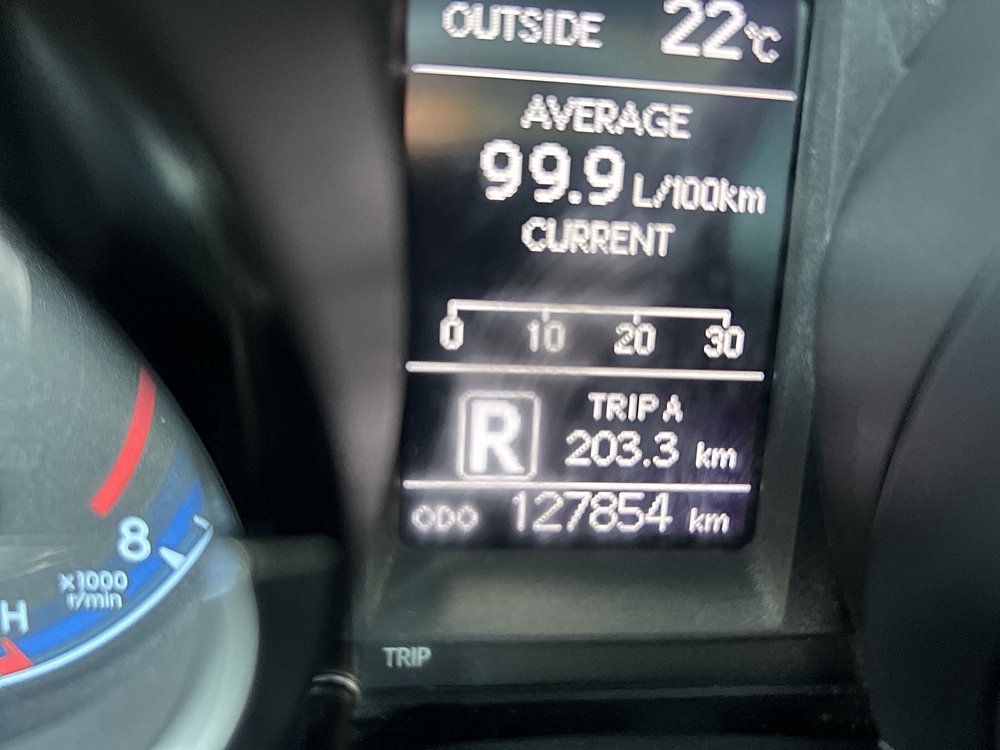 OUTSIDE 22°C
AVERAGE
99.9 L/100km
CURRENT
0 10 20 30
R
TRIP A
203.3 km
ODO 127854 km
8
x1000
r/min
H
TRIP